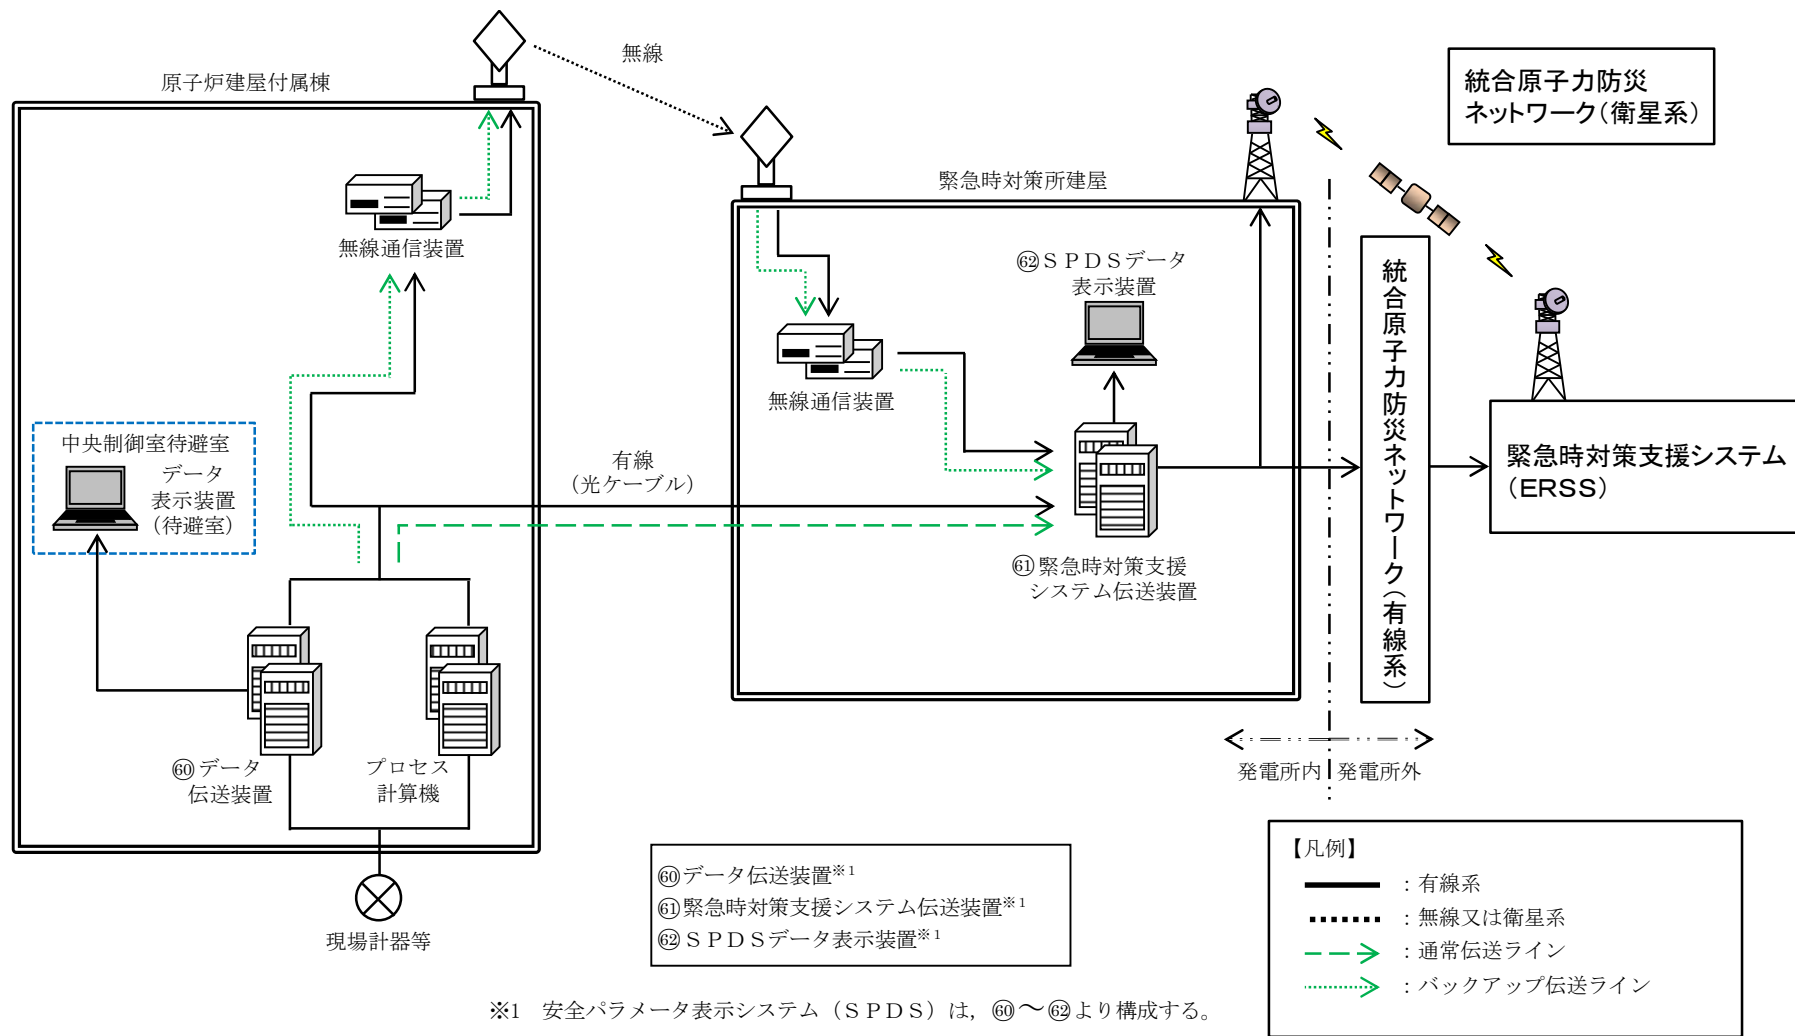 原子炉建屋付属棟
無線
統合原子力防災
ネットワーク(衛星系)
緊急時対策所建屋
無線通信装置
㊷ＳＰＤＳデータ
表示装置
無線通信装置
統合原子力防災ネットワーク(有線系)
中央制御室待避室
データ
表示装置
(待避室)
有線
(光ケーブル)
緊急時対策支援システム
(ERSS)
61緊急時対策支援
システム伝送装置
60データ
伝送装置
プロセス
計算機
発電所内
発電所外
現場計器等
60データ伝送装置※1
61緊急時対策支援システム伝送装置※1
62ＳＰＤＳデータ表示装置※1
【凡例】
：有線系
：無線又は衛星系
：通常伝送ライン
：バックアップ伝送ライン
※1　安全パラメータ表示システム（ＳＰＤＳ）は，60～62より構成する。